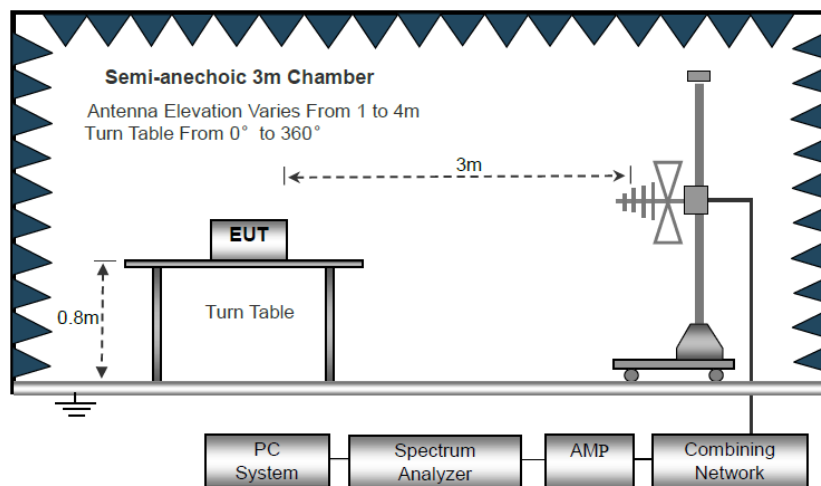 Semi-anechoic 3m Chamber
Antenna Elevation Varies From 1 to 4m
Turn Table From 0° to 360°
3m
EUT
0.8m
Turn Table
PC
System
Spectrum
Analyzer
AMP
Combining
Network